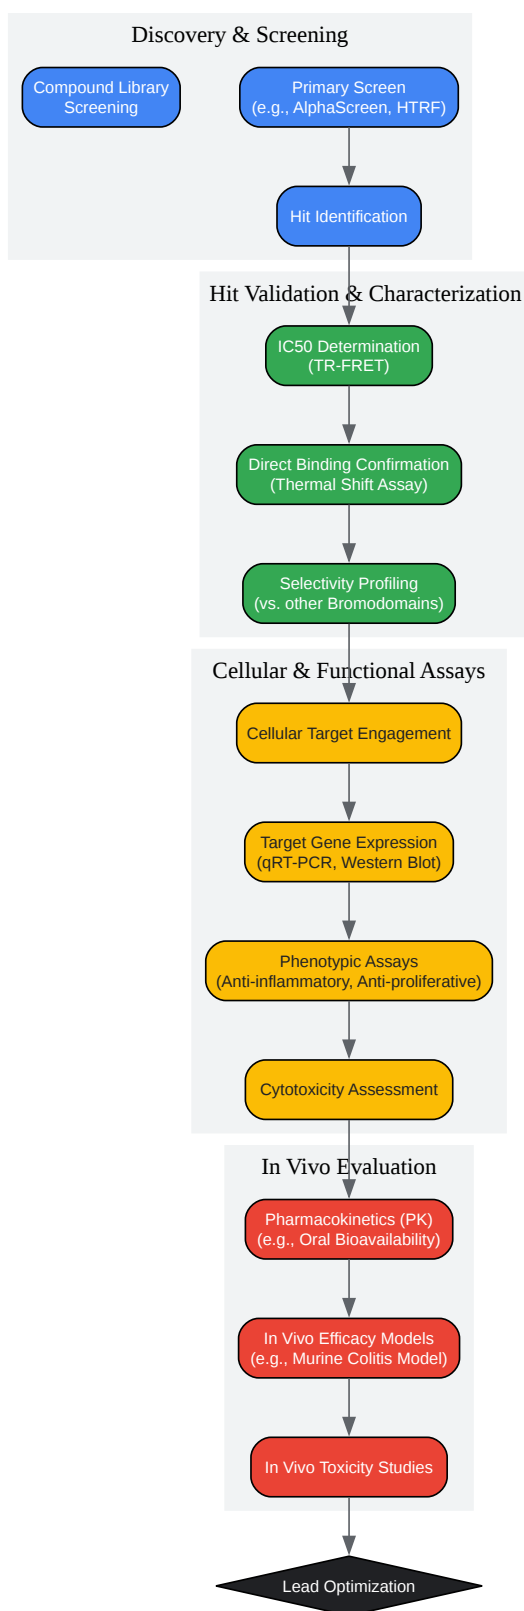 Discovery & Screening
Compound Library
Screening
Primary Screen
(e.g., AlphaScreen, HTRF)
Hit Identification
Hit Validation & Characterization
IC50 Determination
(TR-FRET)
Direct Binding Confirmation
(Thermal Shift Assay)
Selectivity Profiling
(vs. other Bromodomains)
Cellular & Functional Assays
Cellular Target Engagement
Target Gene Expression
(qRT-PCR, Western Blot)
Phenotypic Assays
(Anti-inflammatory, Anti-proliferative)
Cytotoxicity Assessment
In Vivo Evaluation
Pharmacokinetics (PK)
(e.g., Oral Bioavailability)
In Vivo Efficacy Models
(e.g., Murine Colitis Model)
In Vivo Toxicity Studies
Lead Optimization